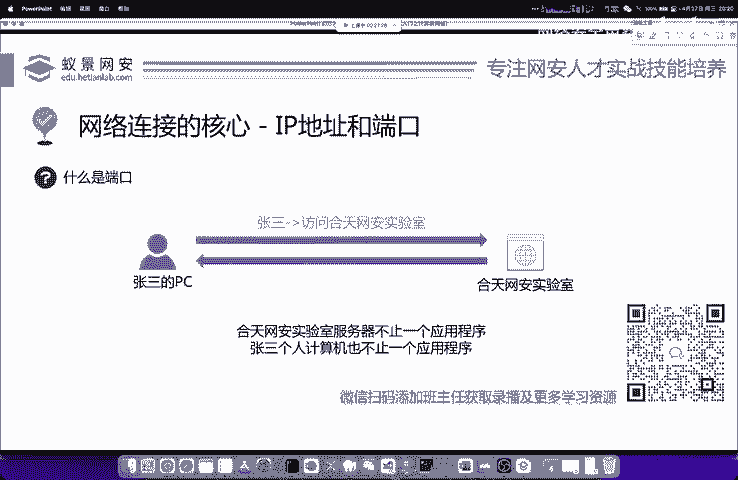 PowerPoint
蚁景网安
edu.hetianlab.com
专注网安人才实战技能培养
网络连接的核心 - IP地址和端口
什么是端口
张三->访问合天网安实验室
张三的PC
合天网安实验室
合天网安实验室服务器不止一个应用程序
张三个人计算机也不止一个应用程序
微信扫码添加班主任获取录播及更多学习资源